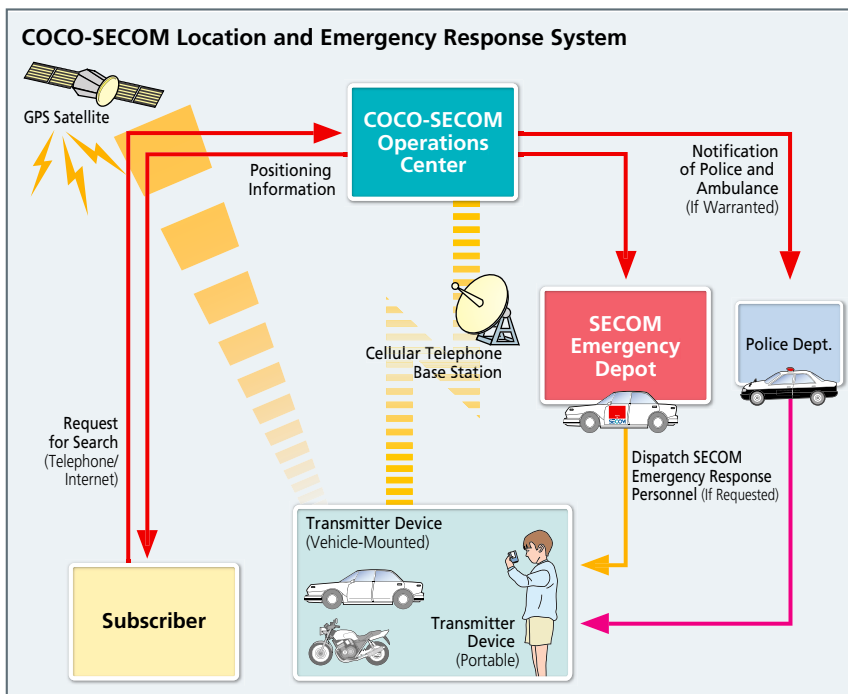 COCO-SECOM Location and Emergency Response System
GPS Satellite
COCO-SECOM
Operations
Center
Positioning
Information
Notification
of Police and
Ambulance
(If Warranted)
SECOM
Emergency
Depot
SECOM
Police Dept.
Cellular Telephone
Base Station
Request
for Search
(Telephone/
Internet)
Dispatch SECOM
Emergency Response
Personnel (If Requested)
Transmitter Device
(Vehicle-Mounted)
Subscriber
Transmitter
Device
(Portable)